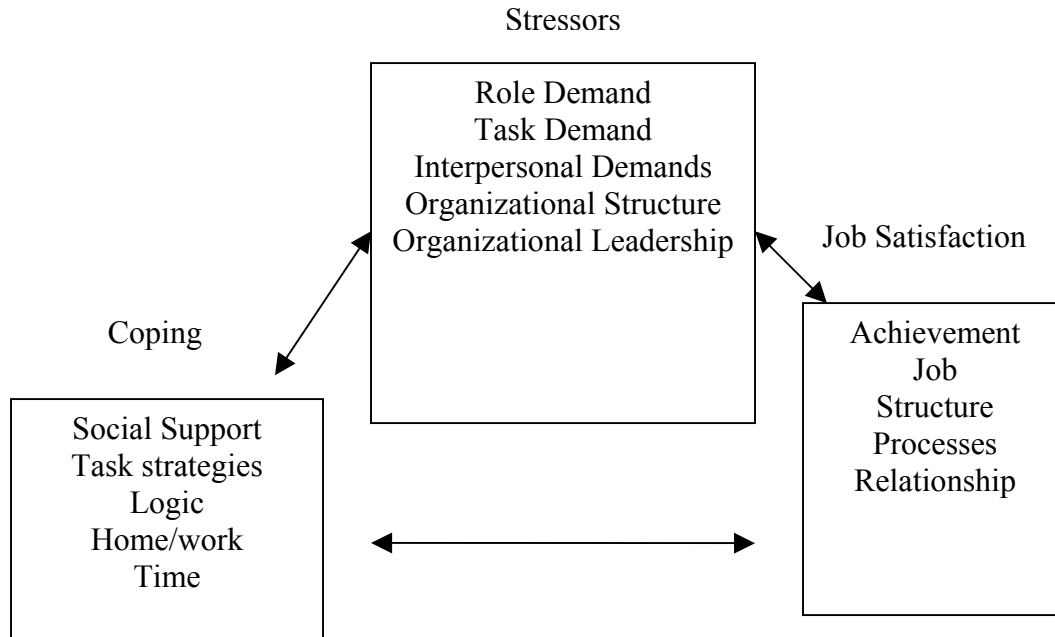 Stressors
Role Demand
Task Demand
Interpersonal Demands
Organizational Structure
Organizational Leadership
Job Satisfaction
Achievement
Job
Structure
Processes
Relationship
Coping
Social Support
Task strategies
Logic
Home/work
Time